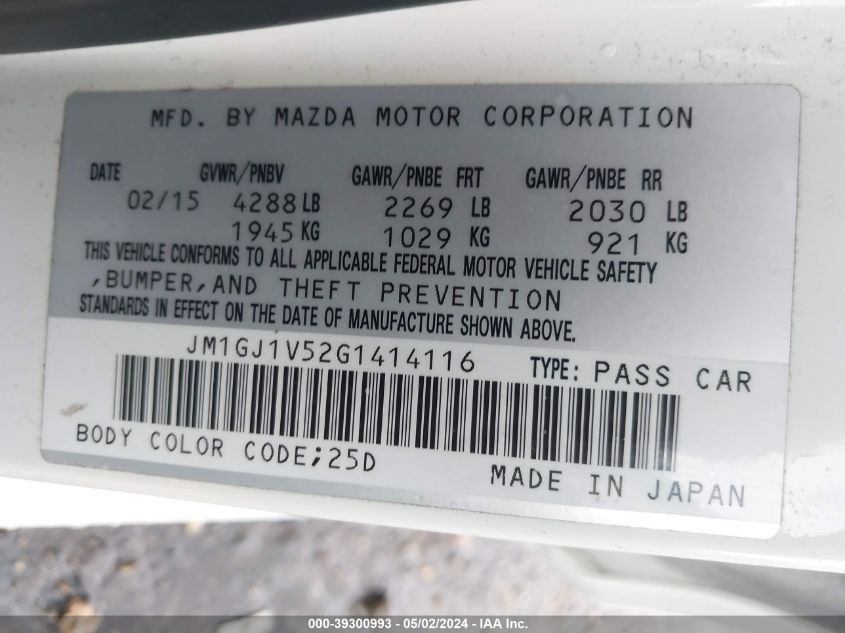 MFD. BY MAZDA MOTOR CORPORATION
DATE GVWR/PNBV GAWR/PNBE FRT GAWR/PNBE RR
02/15 4288 LB 2269 LB 2030 LB
1945 KG 1029 KG 921 KG
THIS VEHICLE CONFORMS TO ALL APPLICABLE FEDERAL MOTOR VEHICLE SAFETY
,BUMPER,AND THEFT PREVENTION
STANDARDS IN EFFECT ON THE DATE OF MANUFACTURE SHOWN ABOVE.
JM1GJ1V52G1414116 TYPE: PASS CAR
BODY COLOR CODE;25D
MADE IN JAPAN
000-39300993 - 05/02/2024 - IAA Inc.